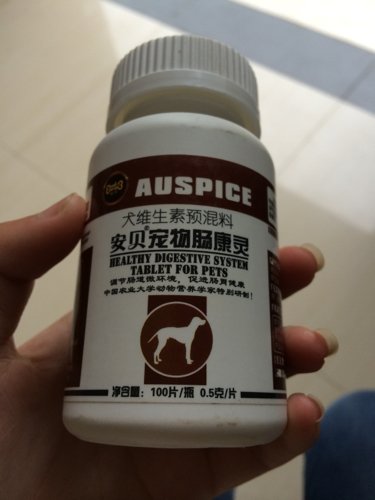 AUSPICE
犬维生素预混料
安贝®宠物肠康灵
HEALTHY DIGESTIVE SYSTEM
TABLET FOR PETS
调节肠道微环境，促进肠胃健康
中国农业大学动物营养学家特别研制！
净含量：100片/瓶 0.5克/片